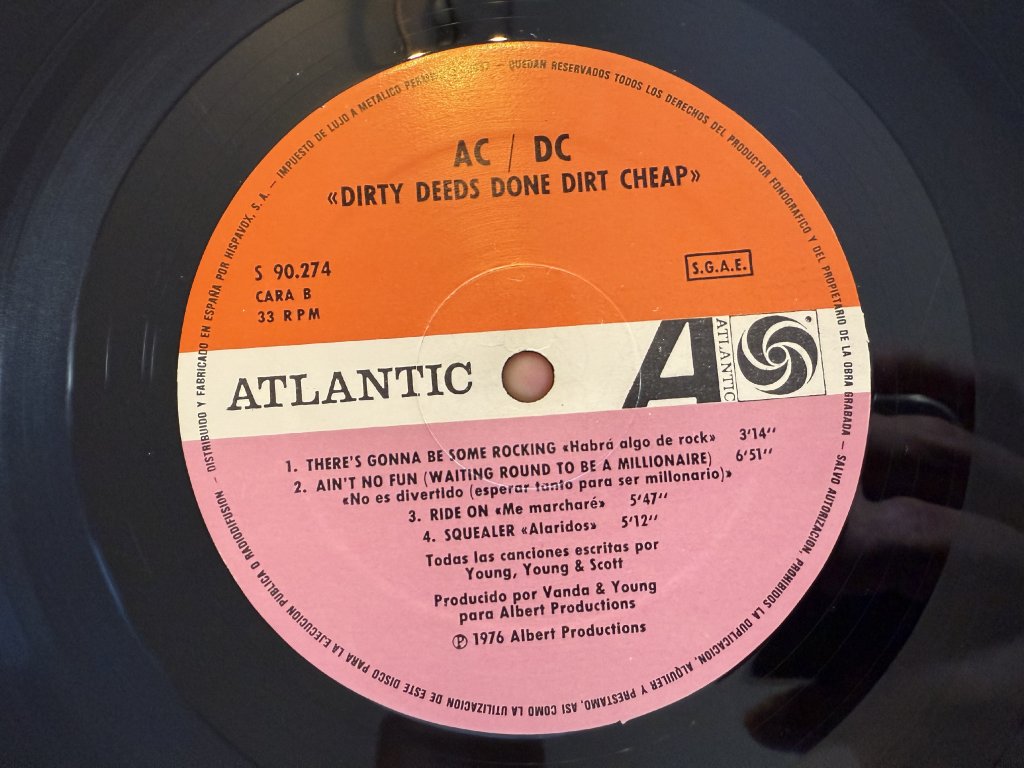 DISTRIBUIDO Y FABRICADO EN ESPAÑA POR HISPAVOX, S. A. — IMPUESTO DE LUJO A METALICO — QUEDAN RESERVADOS TODOS LOS DERECHOS DEL PRODUCTOR FONOGRAFICO Y DEL PROPIETARIO DE LA OBRA GRABADA — SALVO AUTORIZACION, PROHIBIDOS LA DUPLICACION, ALQUILER Y PRESTAMO, ASI COMO LA UTILIZACION DE ESTE DISCO PARA LA EJECUCION PUBLICA O RADIODIFUSION -
AC / DC
«DIRTY DEEDS DONE DIRT CHEAP»
S 90.274
CARA B
33 RPM
S.G.A.E.
ATLANTIC
A
ATLANTIC
1. THERE'S GONNA BE SOME ROCKING «Habrá algo de rock» 3'14''
2. AIN'T NO FUN (WAITING ROUND TO BE A MILLIONAIRE) 6'51''
«No es divertido (esperar tanto para ser millonario)»
3. RIDE ON «Me marcharé» 5'47''
4. SQUEALER «Alaridos» 5'12''
Todas las canciones escritas por
Young, Young & Scott
Producido por Vanda & Young
para Albert Productions
℗ 1976 Albert Productions